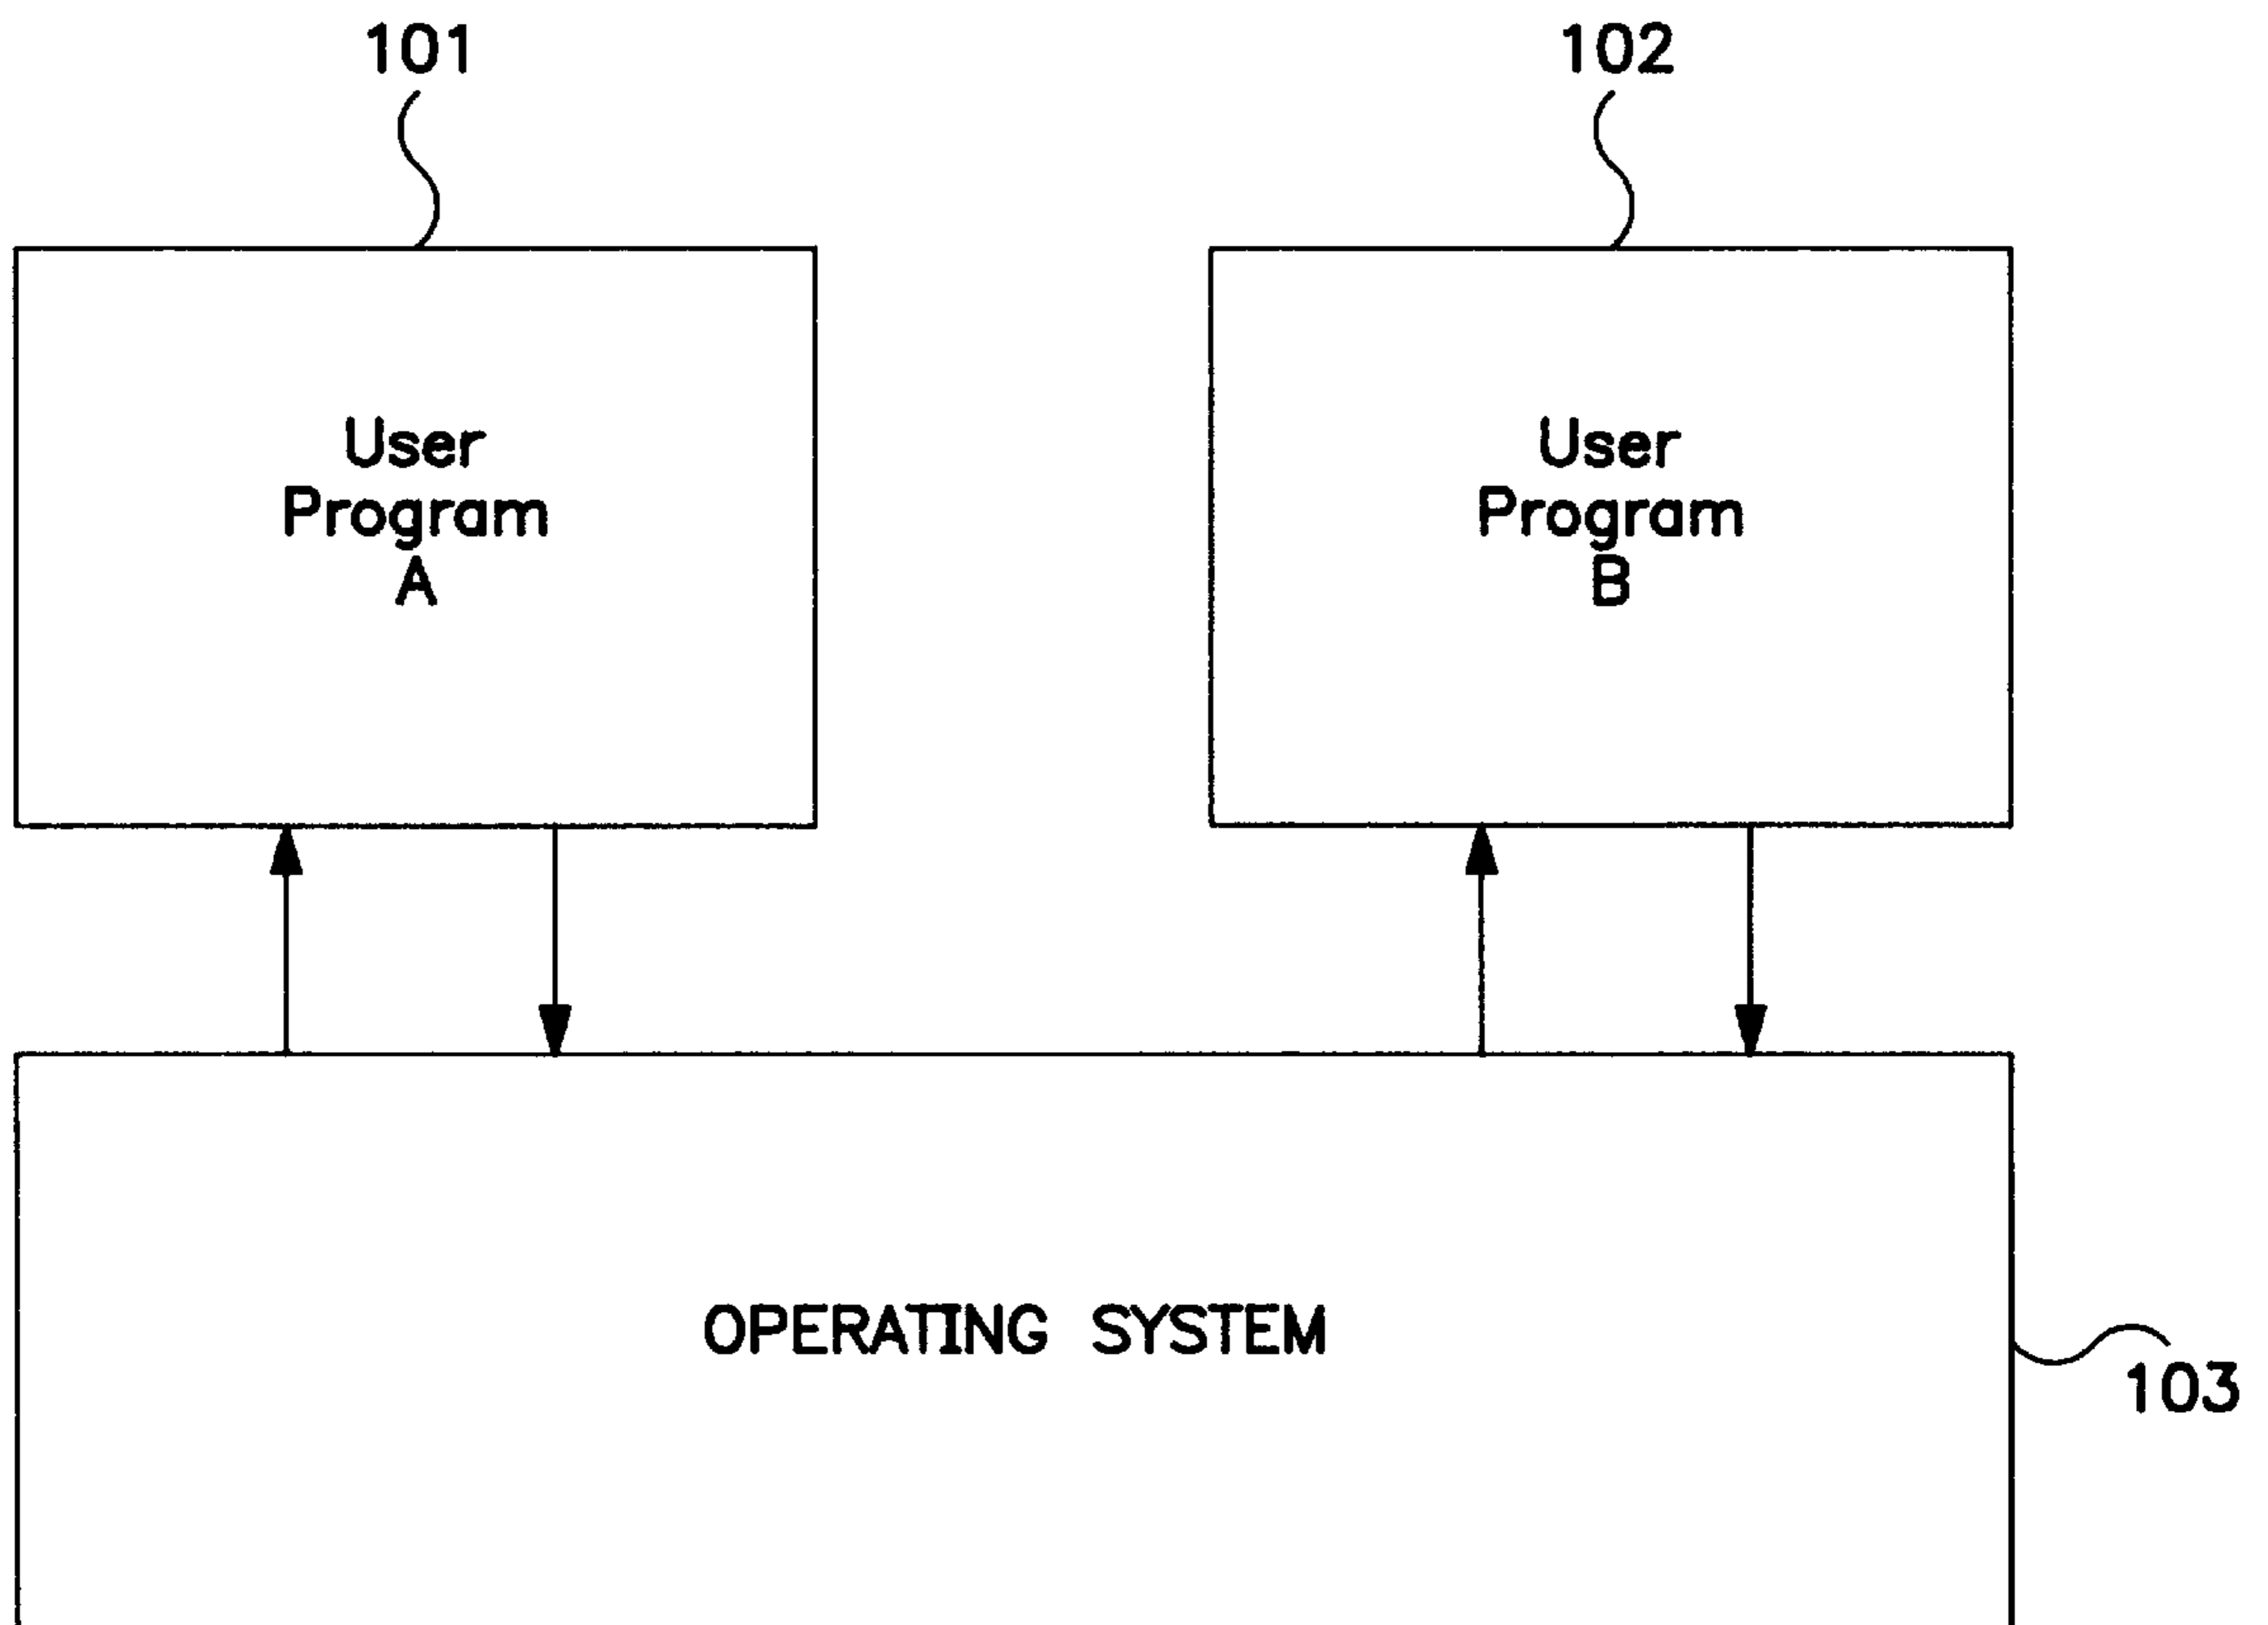 101
102
User
Program
A
User
Program
B
OPERATING SYSTEM
103